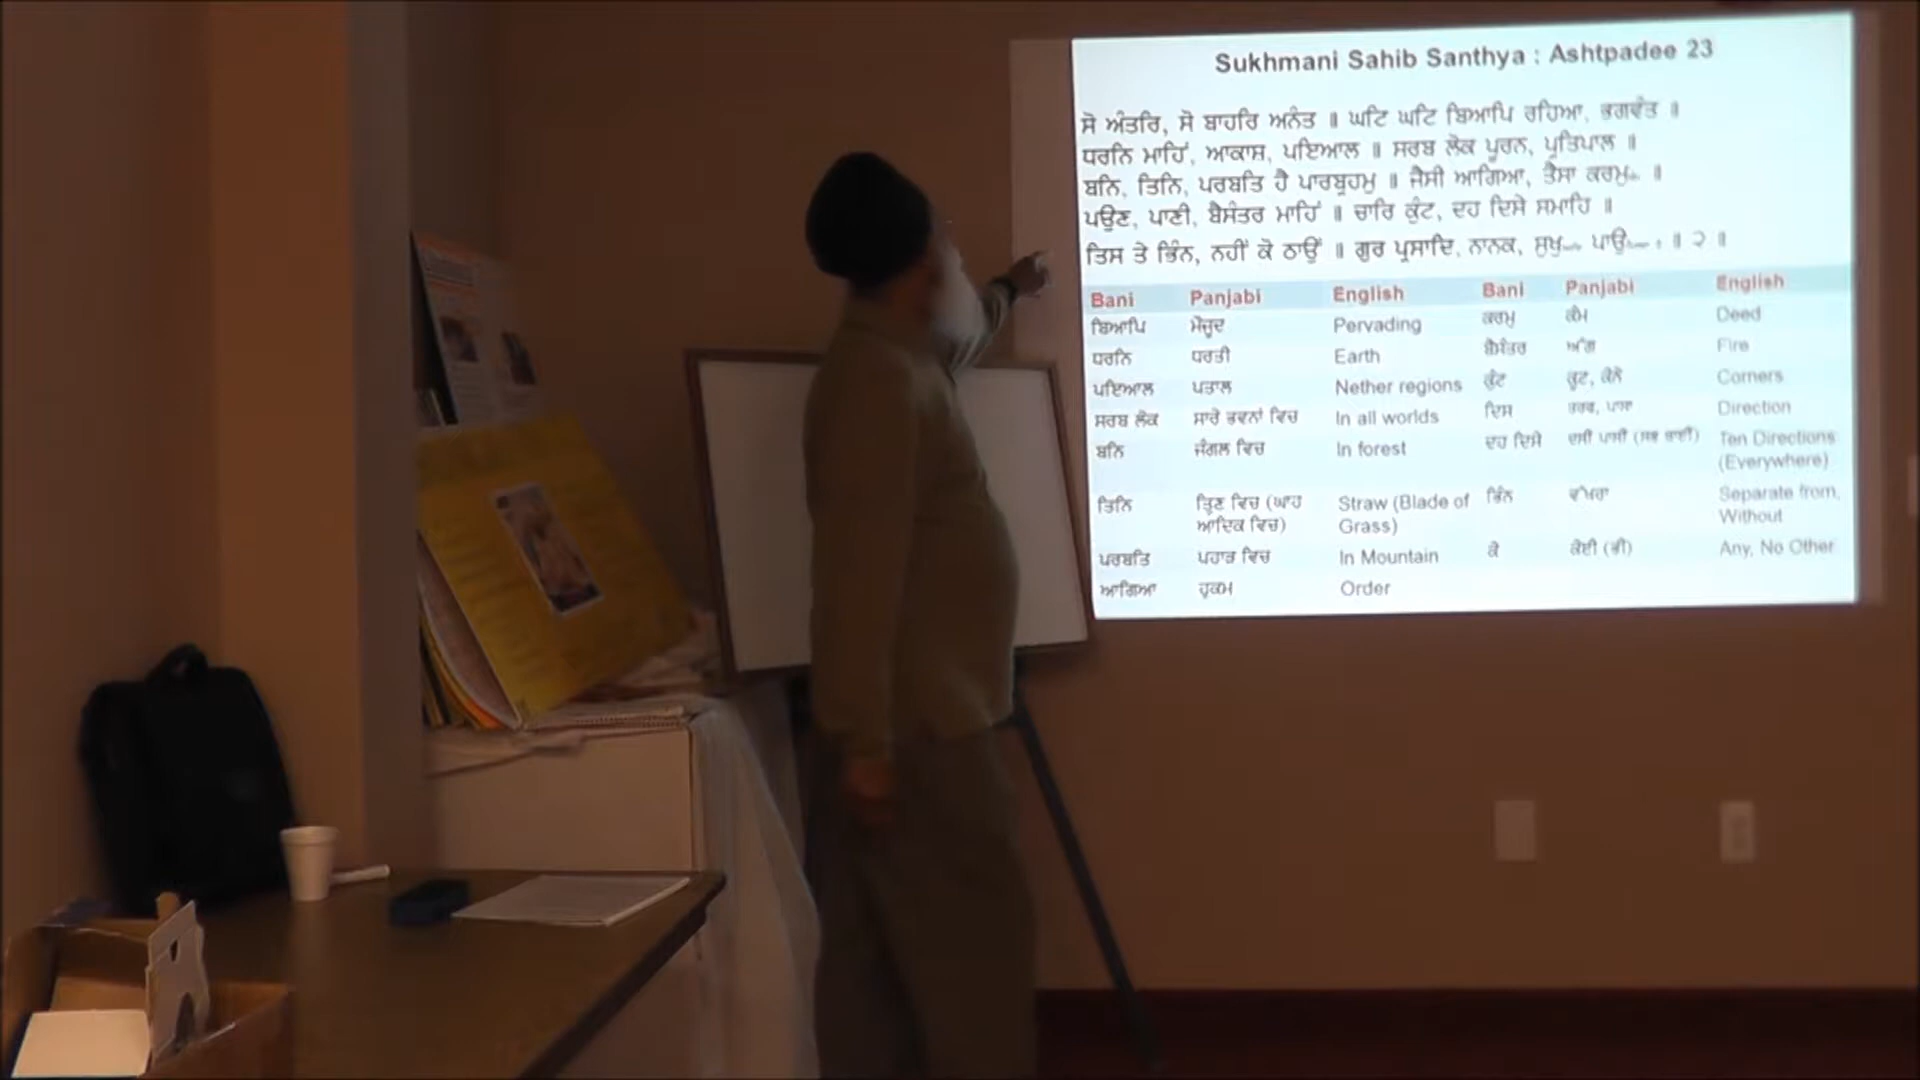 Sukhmani Sahib Santhya : Ashtpadee 23
ਸੋ ਅੰਤਰਿ, ਸੋ ਬਾਹਰਿ ਅਨੰਤ ॥ ਘਟਿ ਘਟਿ ਬਿਆਪਿ ਰਹਿਆ, ਭਗਵੰਤ ॥
ਧਰਨਿ ਮਾਹਿਂ, ਆਕਾਸ, ਪਇਆਲ ॥ ਸਰਬ ਲੋਕ ਪੂਰਨ, ਪ੍ਰਤਿਪਾਲ ॥
ਬਨਿ, ਤਿਨਿ, ਪਰਬਤਿ ਹੈ ਪਾਰਬ੍ਰਹਮੁ ॥ ਜੈਸੀ ਆਗਿਆ, ਤੈਸਾ ਕਰਮੁ ॥
ਪਉਣ, ਪਾਣੀ, ਬੈਸੰਤਰ ਮਾਹਿਂ ॥ ਚਾਰਿ ਕੁੰਟ, ਦਹ ਦਿਸੇ ਸਮਾਹਿ ॥
ਤਿਸ ਤੇ ਭਿੰਨ, ਨਹੀਂ ਕੋ ਠਾਉਂ ॥ ਗੁਰ ਪ੍ਰਸਾਦਿ, ਨਾਨਕ, ਸੁਖੁ ਪਾਉ ॥ ੨ ॥
Bani Panjabi English Bani Panjabi English
ਬਿਆਪਿ ਮੌਜੂਦ Pervading ਕਰਮੁ ਕੰਮ Deed
ਧਰਨਿ ਧਰਤੀ Earth ਬੈਸੰਤਰ ਅੱਗ Fire
ਪਇਆਲ ਪਤਾਲ Nether regions ਕੁੰਟ ਕੂਟ, ਕੋਨੇ Corners
ਸਰਬ ਲੋਕ ਸਾਰੇ ਭਵਨਾਂ ਵਿਚ In all worlds ਦਿਸ ਤਰਫ, ਪਾਸਾ Direction
ਬਨਿ ਜੰਗਲ ਵਿਚ In forest ਦਹ ਦਿਸੇ ਦਸੀਂ ਪਾਸੀਂ Ten Directions
(Everywhere)
ਤਿਨਿ ਤ੍ਰਿਣ ਵਿਚ (ਘਾਹ Straw (Blade of ਭਿੰਨ ਵੱਖਰਾ Separate from,
ਆਦਿਕ ਵਿਚ) Grass) Without
ਪਰਬਤਿ ਪਹਾੜ ਵਿਚ In Mountain ਕੋ ਕੋਈ (ਭੀ) Any, No Other
ਆਗਿਆ ਹੁਕਮ Order